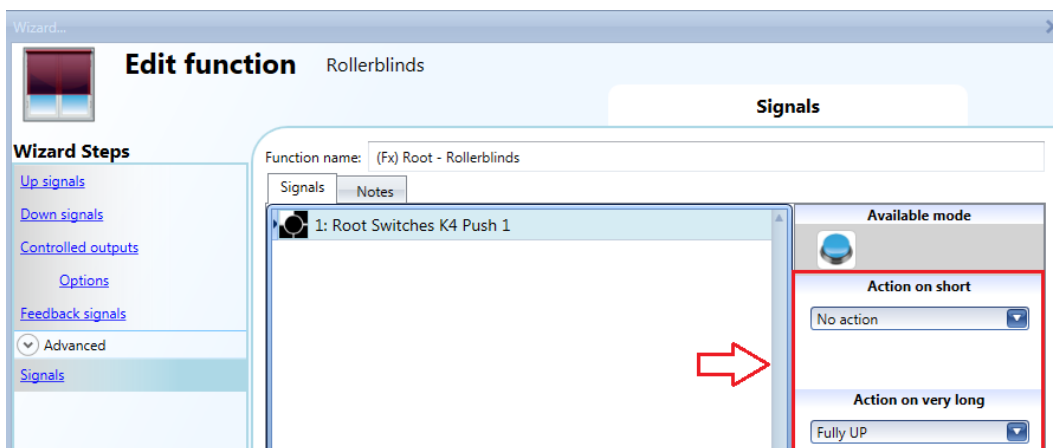 Wizard...
Edit function Rollerblinds
Signals
Wizard Steps
Up signals
Down signals
Controlled outputs
Options
Feedback signals
Advanced
Signals
Function name: (Fx) Root - Rollerblinds
Signals Notes
1: Root Switches K4 Push 1
Available mode
Action on short
No action
Action on very long
Fully UP